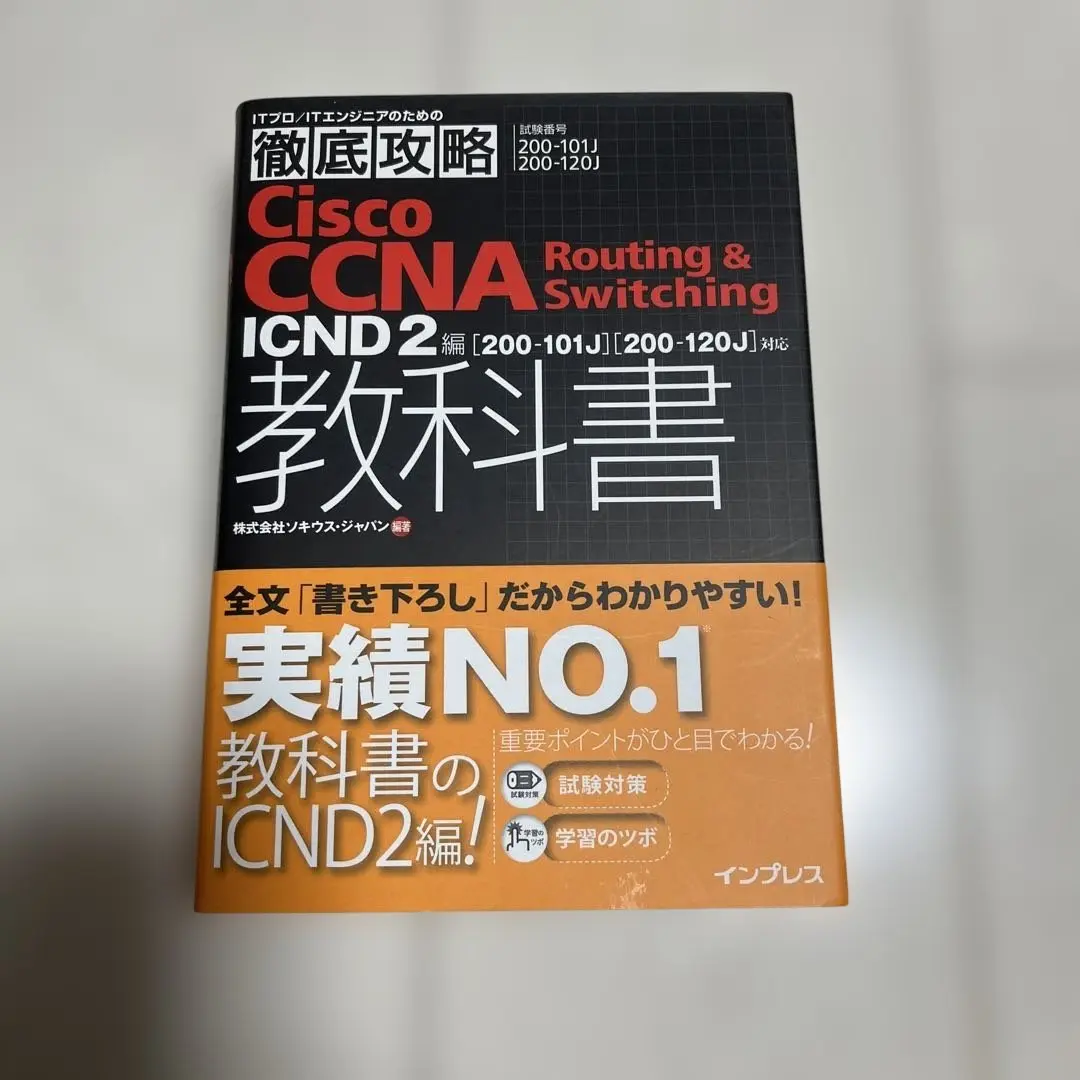 ITプロ/ITエンジニアのための
徹底攻略
試験番号
200-101J
200-120J
Cisco
CCNA Routing &
Switching
ICND2編[200-101J][200-120J]対応
教科書
株式会社ソキウス・ジャパン 編著
全文「書き下ろし」だからわかりやすい!
実績NO.1※
教科書の
ICND2編!
重要ポイントがひと目でわかる!
試験対策
試験対策
学習のツボ
学習のツボ
インプレス